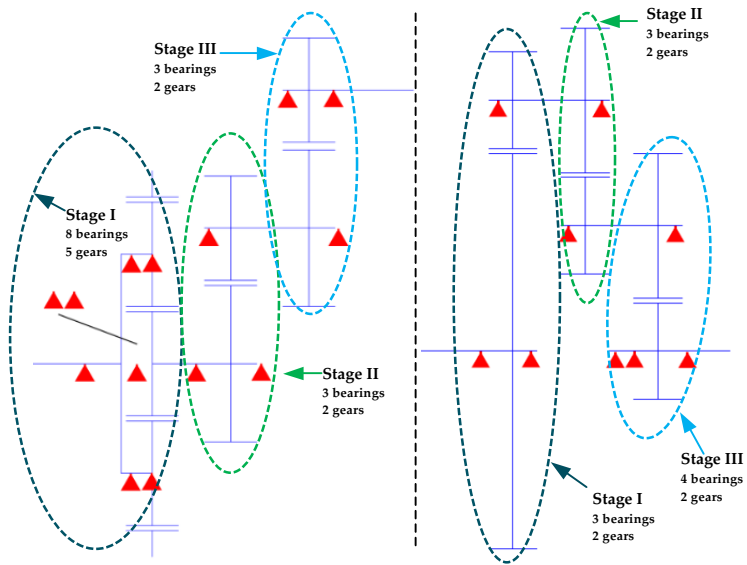 Stage III
3 bearings
2 gears
Stage I
8 bearings
5 gears
Stage II
3 bearings
2 gears
Stage II
3 bearings
2 gears
Stage III
4 bearings
2 gears
Stage I
3 bearings
2 gears